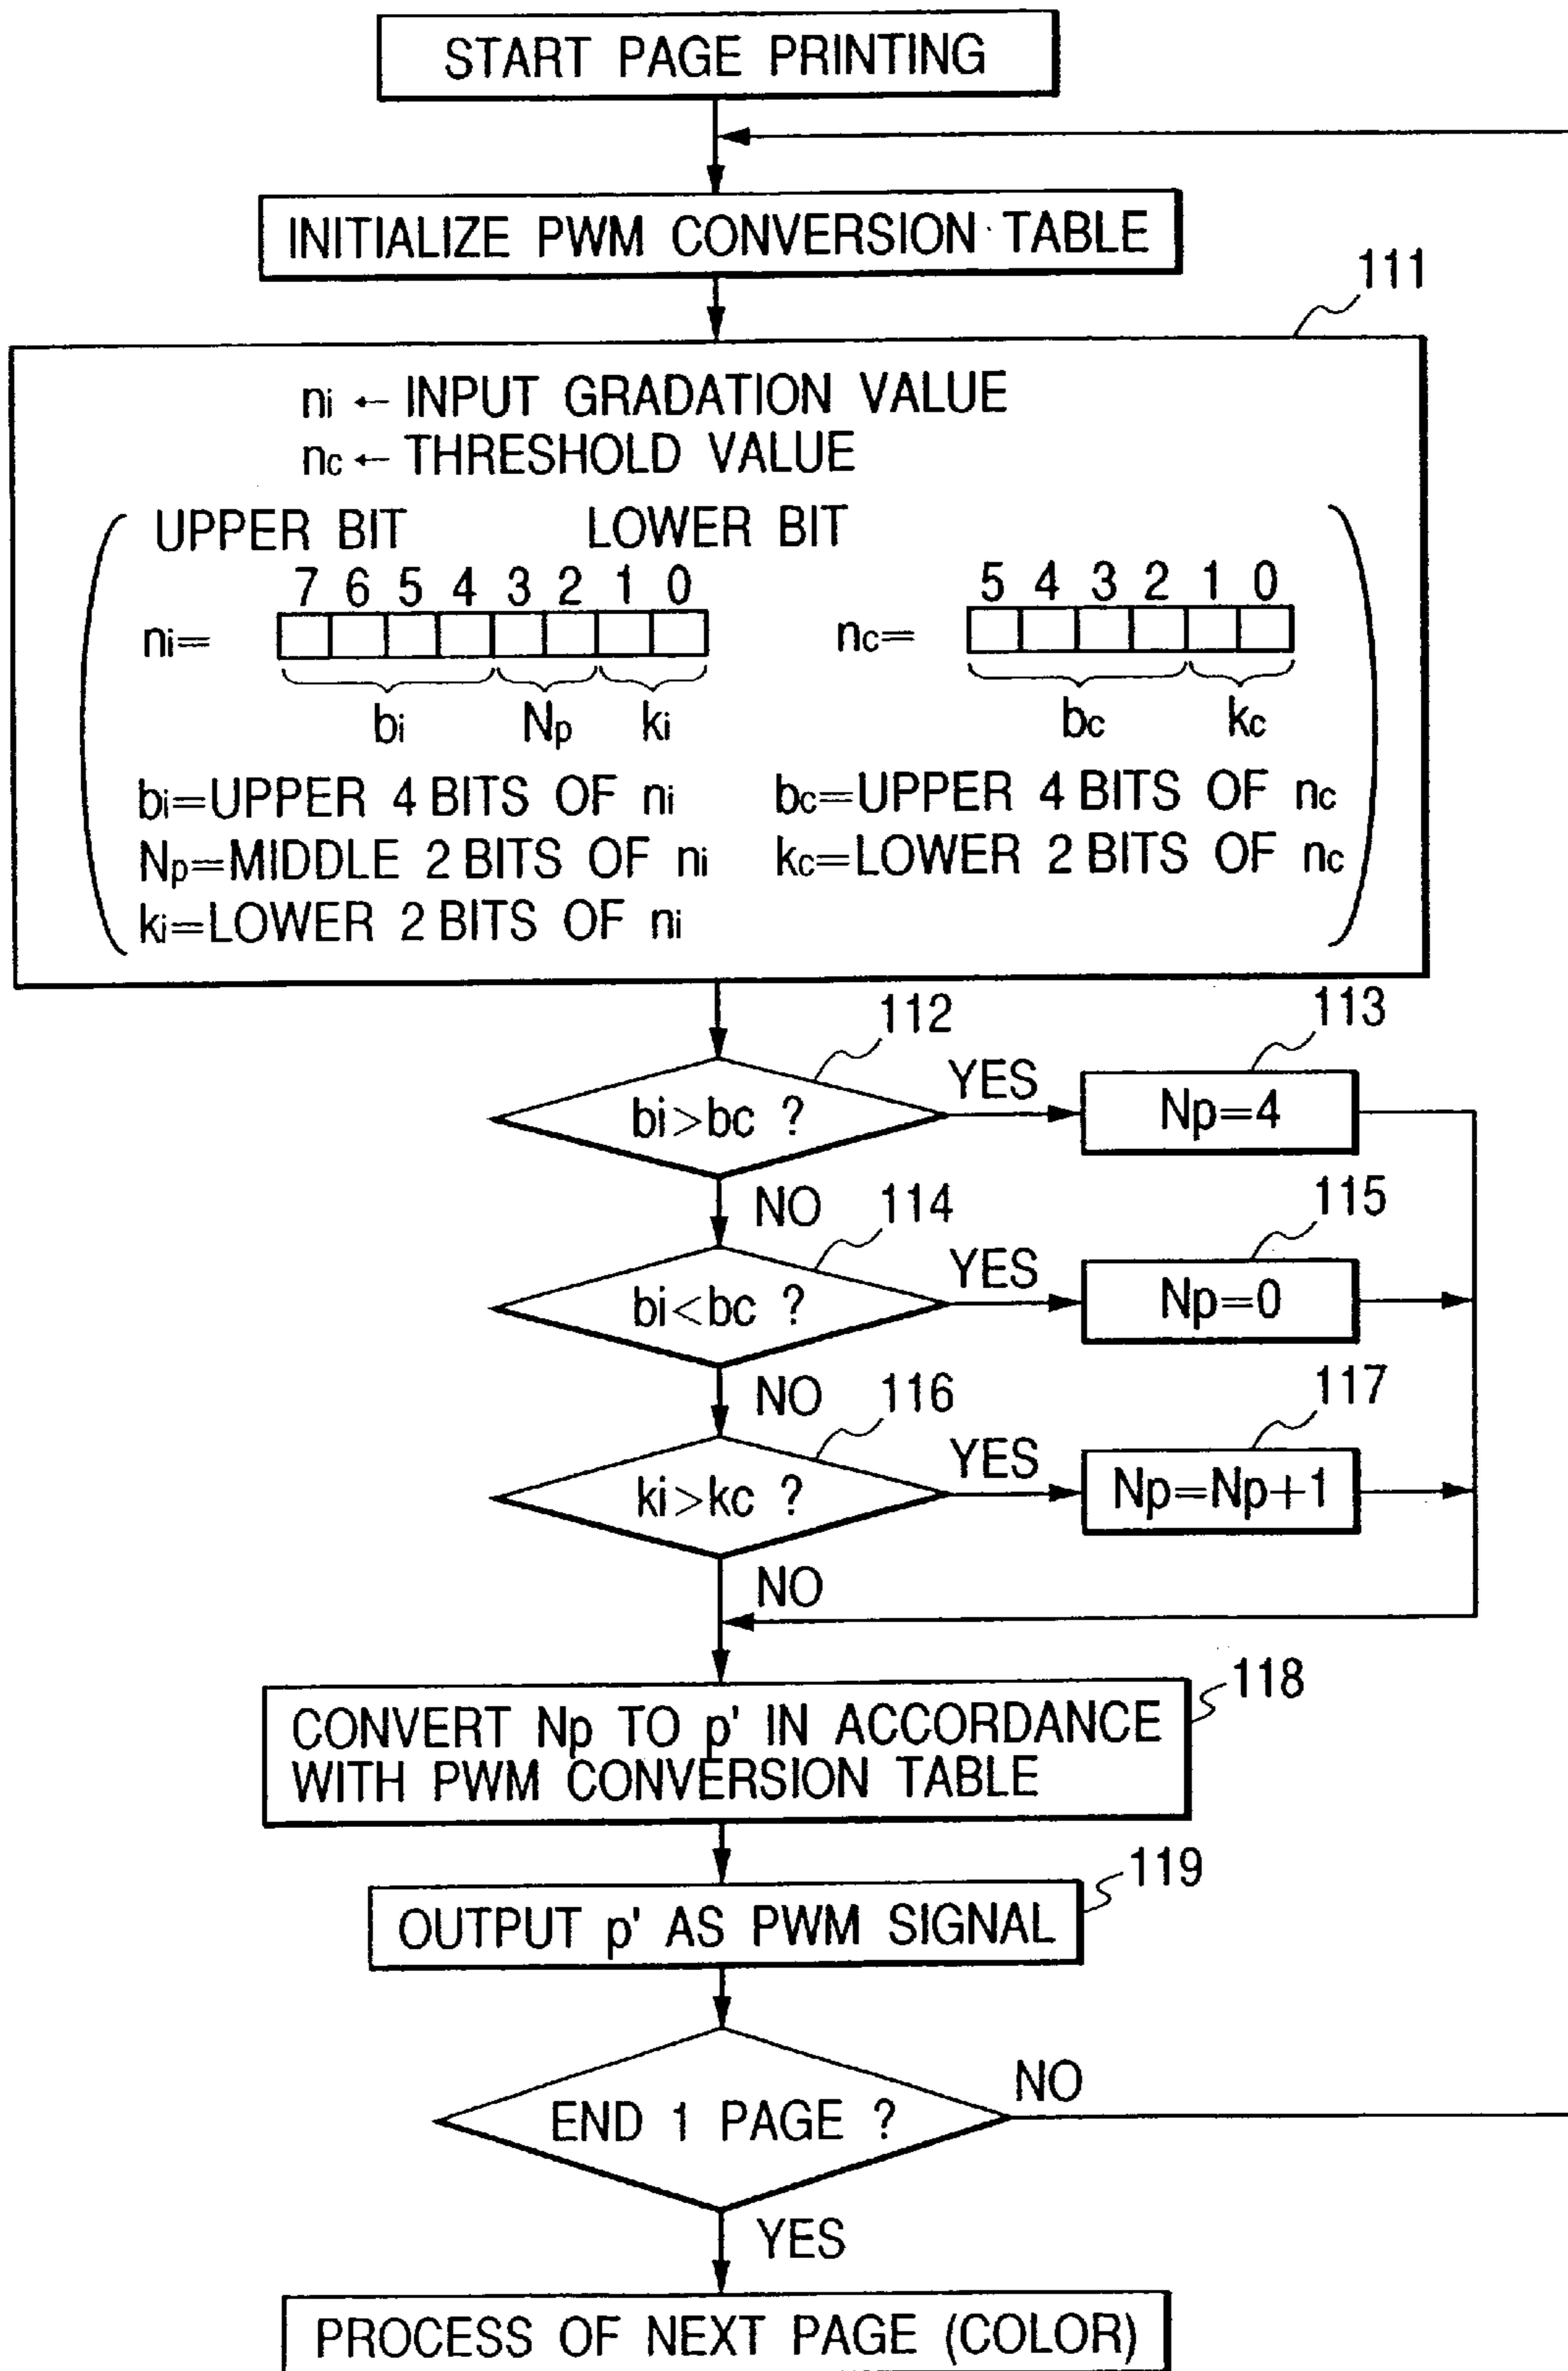 START PAGE PRINTING
INITIALIZE PWM CONVERSION TABLE
111
ni ← INPUT GRADATION VALUE
nc ← THRESHOLD VALUE
UPPER BIT LOWER BIT
7 6 5 4 3 2 1 0
5 4 3 2 1 0
ni=
nc=
bi Np ki
bc kc
bi=UPPER 4 BITS OF ni
bc=UPPER 4 BITS OF nc
Np=MIDDLE 2 BITS OF ni
kc=LOWER 2 BITS OF nc
ki=LOWER 2 BITS OF ni
112
113
bi>bc ?
YES
Np=4
NO
114
115
bi<bc ?
YES
Np=0
NO
116
117
ki>kc ?
YES
Np=Np+1
NO
118
CONVERT Np TO p' IN ACCORDANCE
WITH PWM CONVERSION TABLE
119
OUTPUT p' AS PWM SIGNAL
END 1 PAGE ?
NO
YES
PROCESS OF NEXT PAGE (COLOR)